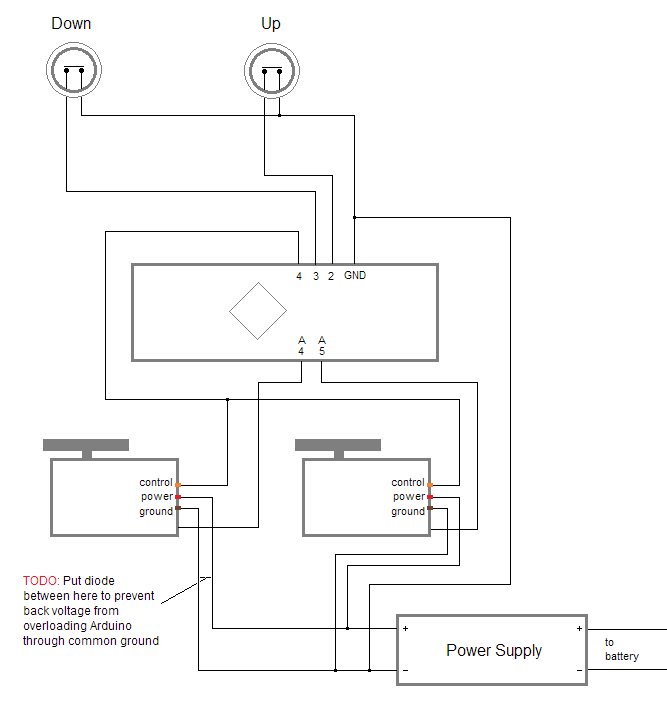 Down
Up
4 3 2 GND
A A
4 5
control
power
ground
control
power
ground
TODO: Put diode
between here to prevent
back voltage from
overloading Arduino
through common ground
+ +
Power Supply
− −
to
battery